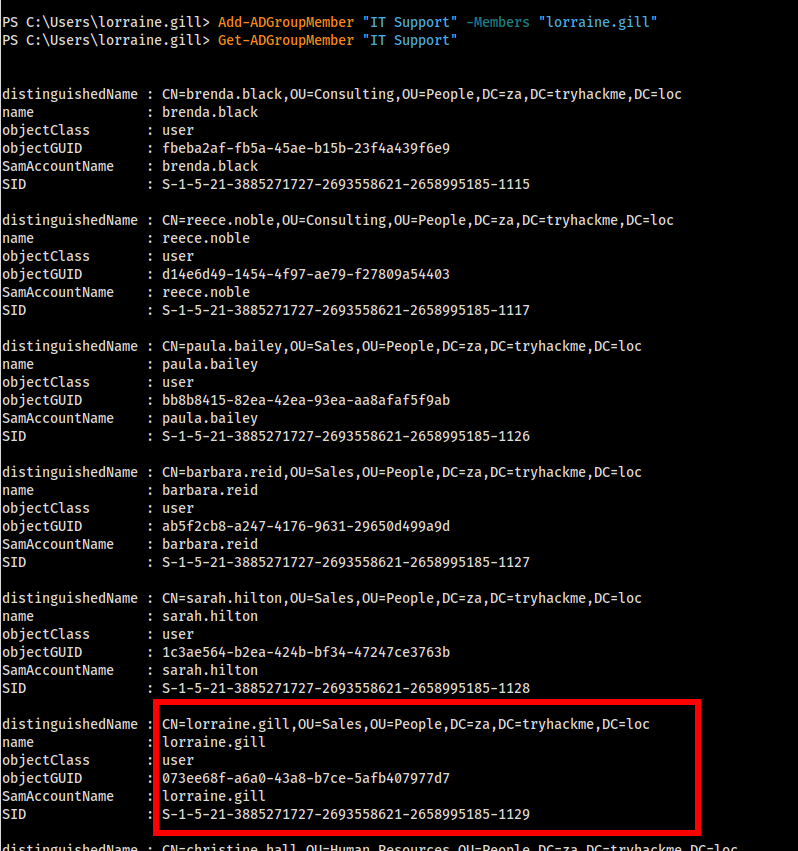 PS C:\Users\lorraine.gill> Add-ADGroupMember "IT Support" -Members "lorraine.gill"
PS C:\Users\lorraine.gill> Get-ADGroupMember "IT Support"
distinguishedName : CN=brenda.black,OU=Consulting,OU=People,DC=za,DC=tryhackme,DC=loc
name              : brenda.black
objectClass       : user
objectGUID        : fbeba2af-fb5a-45ae-b15b-23f4a439f6e9
SamAccountName    : brenda.black
SID               : S-1-5-21-3885271727-2693558621-2658995185-1115
distinguishedName : CN=reece.noble,OU=Consulting,OU=People,DC=za,DC=tryhackme,DC=loc
name              : reece.noble
objectClass       : user
objectGUID        : d14e6d49-1454-4f97-ae79-f27809a54403
SamAccountName    : reece.noble
SID               : S-1-5-21-3885271727-2693558621-2658995185-1117
distinguishedName : CN=paula.bailey,OU=Sales,OU=People,DC=za,DC=tryhackme,DC=loc
name              : paula.bailey
objectClass       : user
objectGUID        : bb8b8415-82ea-42ea-93ea-aa8afaf5f9ab
SamAccountName    : paula.bailey
SID               : S-1-5-21-3885271727-2693558621-2658995185-1126
distinguishedName : CN=barbara.reid,OU=Sales,OU=People,DC=za,DC=tryhackme,DC=loc
name              : barbara.reid
objectClass       : user
objectGUID        : ab5f2cb8-a247-4176-9631-29650d499a9d
SamAccountName    : barbara.reid
SID               : S-1-5-21-3885271727-2693558621-2658995185-1127
distinguishedName : CN=sarah.hilton,OU=Sales,OU=People,DC=za,DC=tryhackme,DC=loc
name              : sarah.hilton
objectClass       : user
objectGUID        : 1c3ae564-b2ea-424b-bf34-47247ce3763b
SamAccountName    : sarah.hilton
SID               : S-1-5-21-3885271727-2693558621-2658995185-1128
distinguishedName : CN=lorraine.gill,OU=Sales,OU=People,DC=za,DC=tryhackme,DC=loc
name              : lorraine.gill
objectClass       : user
objectGUID        : 073ee68f-a6a0-43a8-b7ce-5afb407977d7
SamAccountName    : lorraine.gill
SID               : S-1-5-21-3885271727-2693558621-2658995185-1129
distinguishedName : CN=christine.hall,OU=Human Resources,OU=People,DC=za,DC=tryhackme,DC=loc